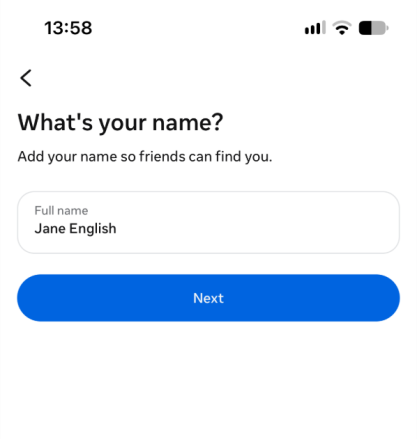 13:58
What's your name?
Add your name so friends can find you.
Full name
Jane English
Next